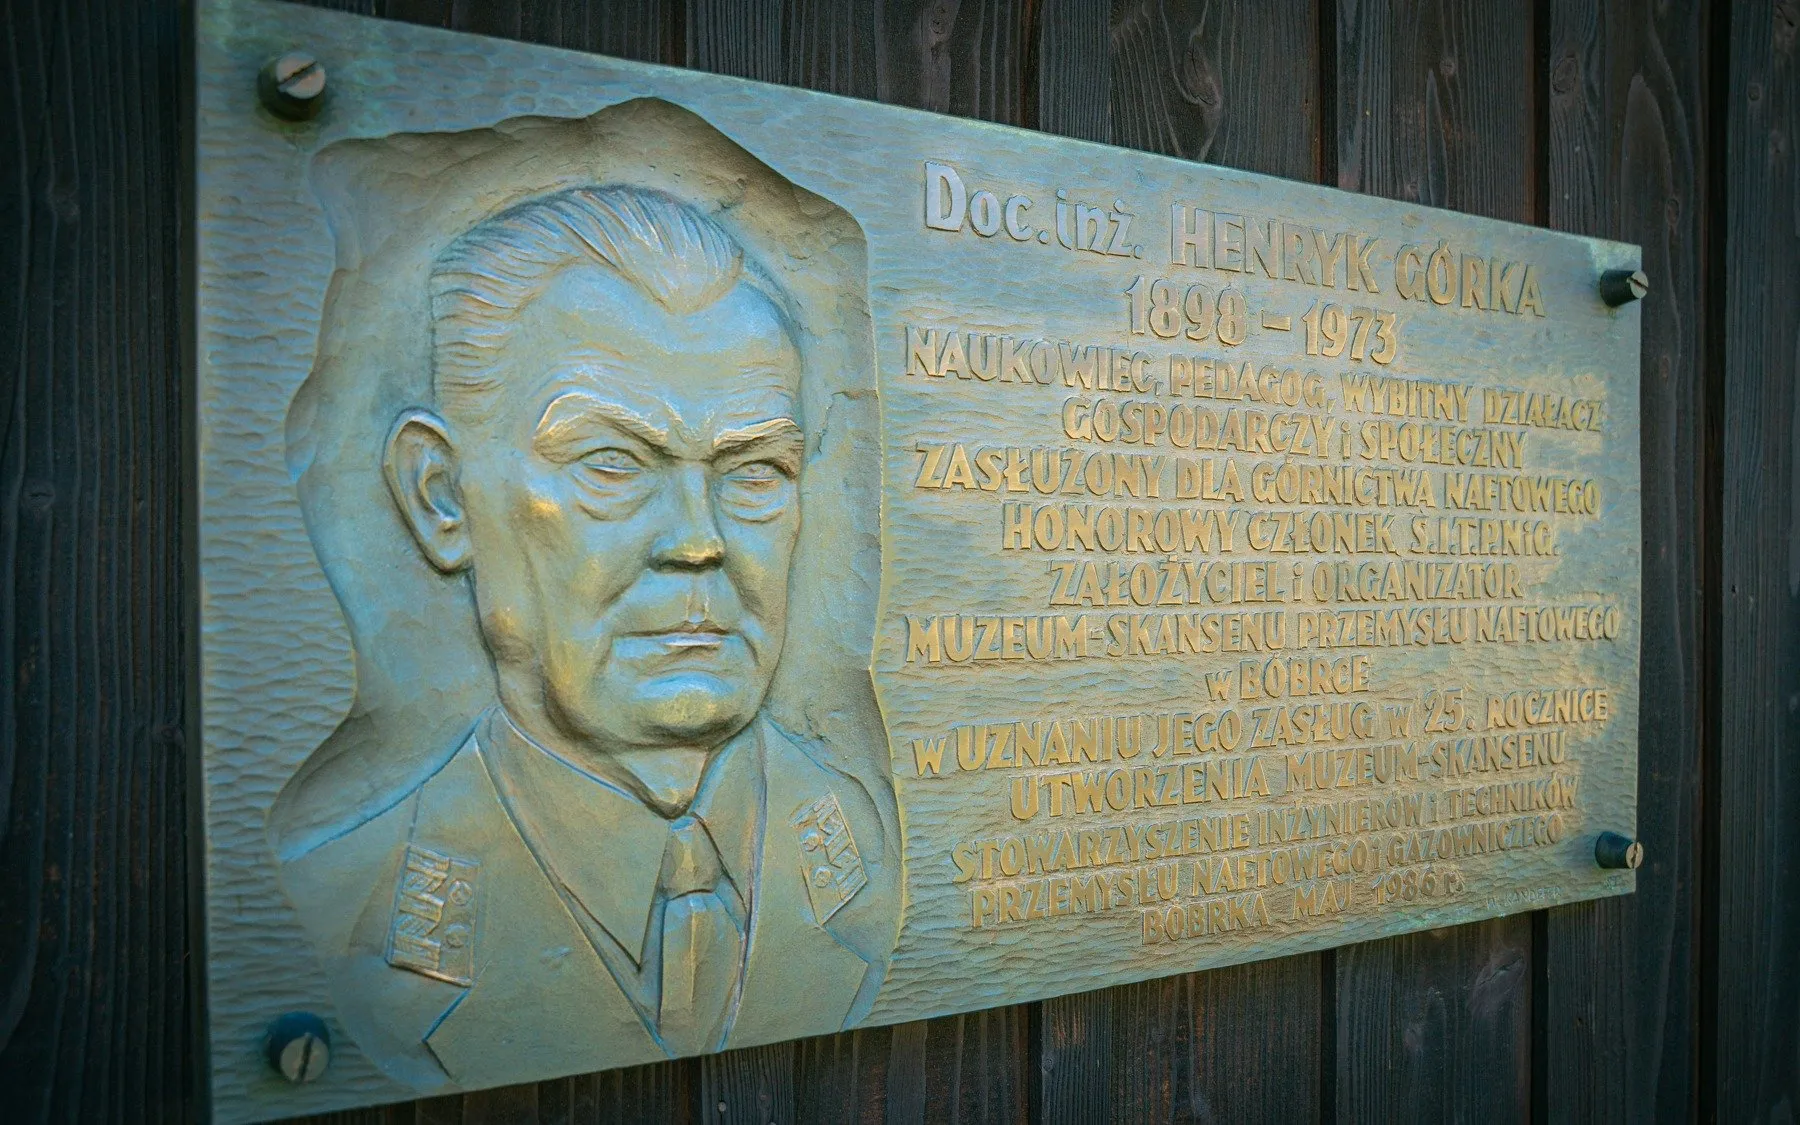 Doc. inż. HENRYK GÓRKA
1898 - 1973
NAUKOWIEC, PEDAGOG, WYBITNY DZIAŁACZ
GOSPODARCZY i SPOŁECZNY
ZASŁUŻONY DLA GÓRNICTWA NAFTOWEGO
HONOROWY CZŁONEK S.I.T.P.NiG.
ZAŁOŻYCIEL i ORGANIZATOR
MUZEUM-SKANSENU PRZEMYSŁU NAFTOWEGO
w BÓBRCE
w UZNANIU JEGO ZASŁUG w 25. ROCZNICE
UTWORZENIA MUZEUM-SKANSENU
STOWARZYSZENIE INŻYNIERÓW i TECHNIKÓW
PRZEMYSŁU NAFTOWEGO i GAZOWNICZEGO
BÓBRKA MAJ 1986 r.